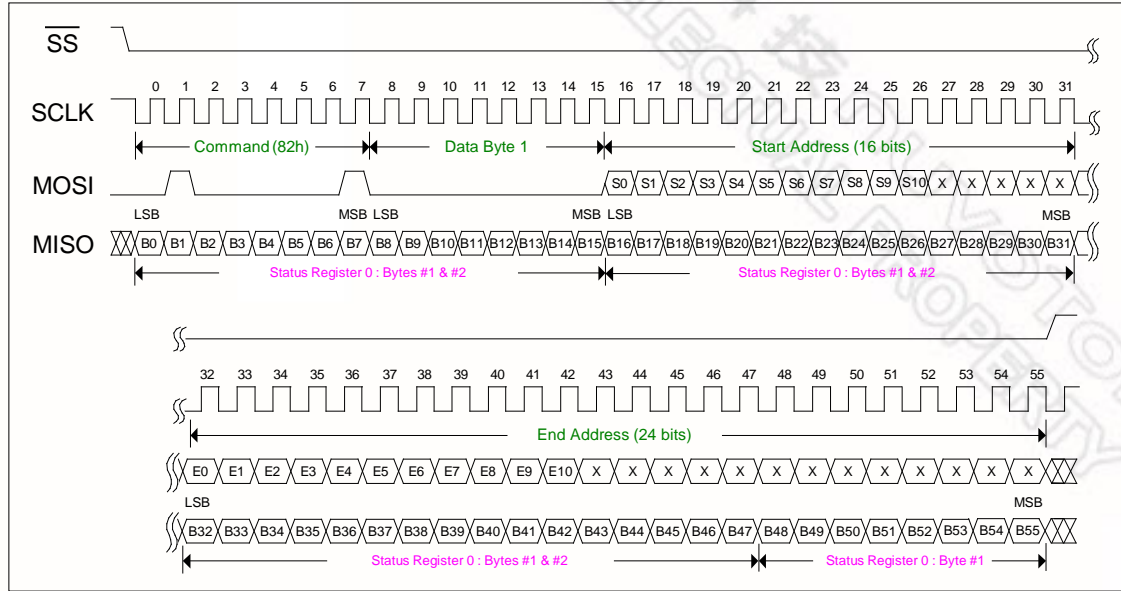 SS
0 1 2 3 4 5 6 7 8 9 10 11 12 13 14 15 16 17 18 19 20 21 22 23 24 25 26 27 28 29 30 31
SCLK
Command (82h) Data Byte 1 Start Address (16 bits)
MOSI S0 S1 S2 S3 S4 S5 S6 S7 S8 S9 S10 X X X X X
LSB MSB LSB MSB LSB MSB
MISO B0 B1 B2 B3 B4 B5 B6 B7 B8 B9 B10 B11 B12 B13 B14 B15 B16 B17 B18 B19 B20 B21 B22 B23 B24 B25 B26 B27 B28 B29 B30 B31
Status Register 0 : Bytes #1 & #2 Status Register 0 : Bytes #1 & #2
32 33 34 35 36 37 38 39 40 41 42 43 44 45 46 47 48 49 50 51 52 53 54 55
End Address (24 bits)
E0 E1 E2 E3 E4 E5 E6 E7 E8 E9 E10 X X X X X X X X X X X X X
LSB MSB
B32 B33 B34 B35 B36 B37 B38 B39 B40 B41 B42 B43 B44 B45 B46 B47 B48 B49 B50 B51 B52 B53 B54 B55
Status Register 0 : Bytes #1 & #2 Status Register 0 : Byte #1
NUVOTON
LECTUAL PROPERTY